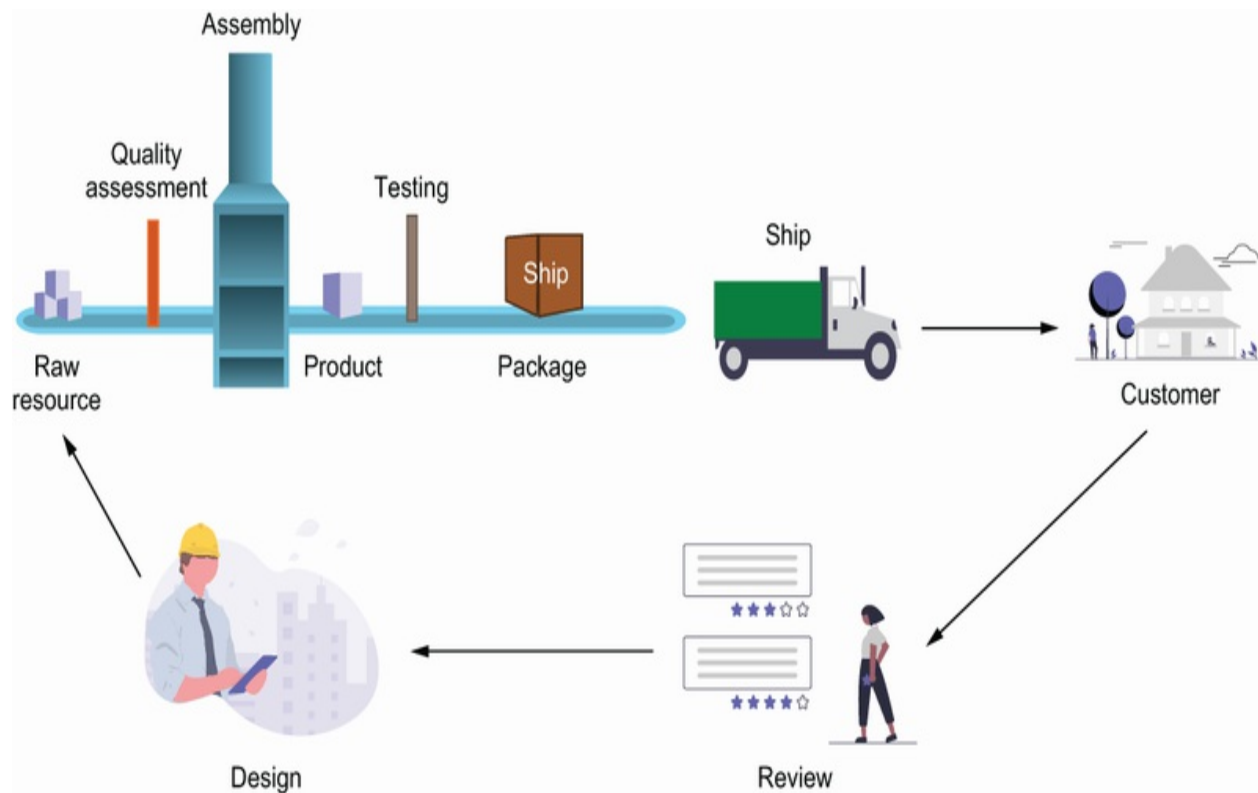 Assembly
Quality
assessment
Testing
Ship
Ship
Raw
resource
Product
Package
Customer
Design
Review